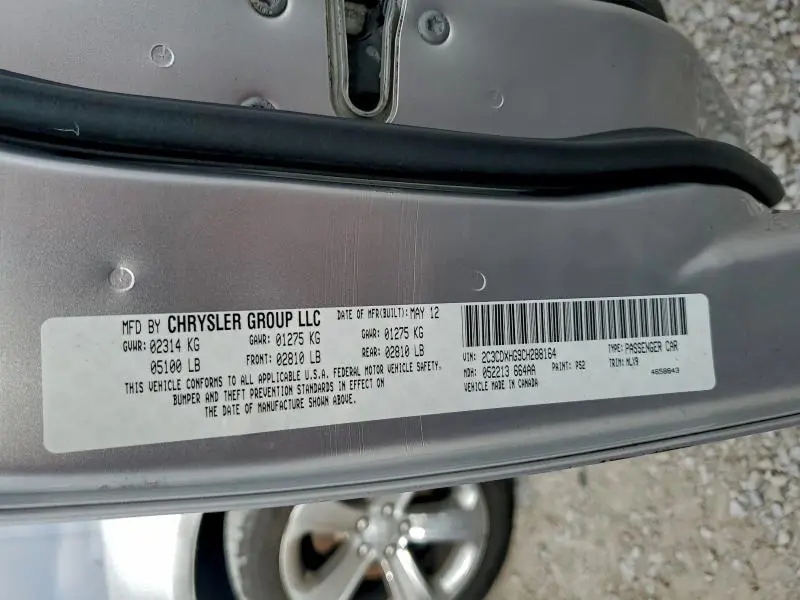 MFD BY CHRYSLER GROUP LLC DATE OF MFR(BUILT): MAY 12
GVWR: 02314 KG GAWR: 01275 KG GAWR: 01275 KG
05100 LB FRONT: 02810 LB REAR: 02810 LB
THIS VEHICLE CONFORMS TO ALL APPLICABLE U.S.A. FEDERAL MOTOR VEHICLE SAFETY,
BUMPER AND THEFT PREVENTION STANDARDS IN EFFECT ON
THE DATE OF MANUFACTURE SHOWN ABOVE.
VIN: 2C3CDXHG9CH288164 TYPE: PASSENGER CAR
MDH: 052213 664AA PAINT: PS2 TRIM: MLV9
VEHICLE MADE IN CANADA 4658843